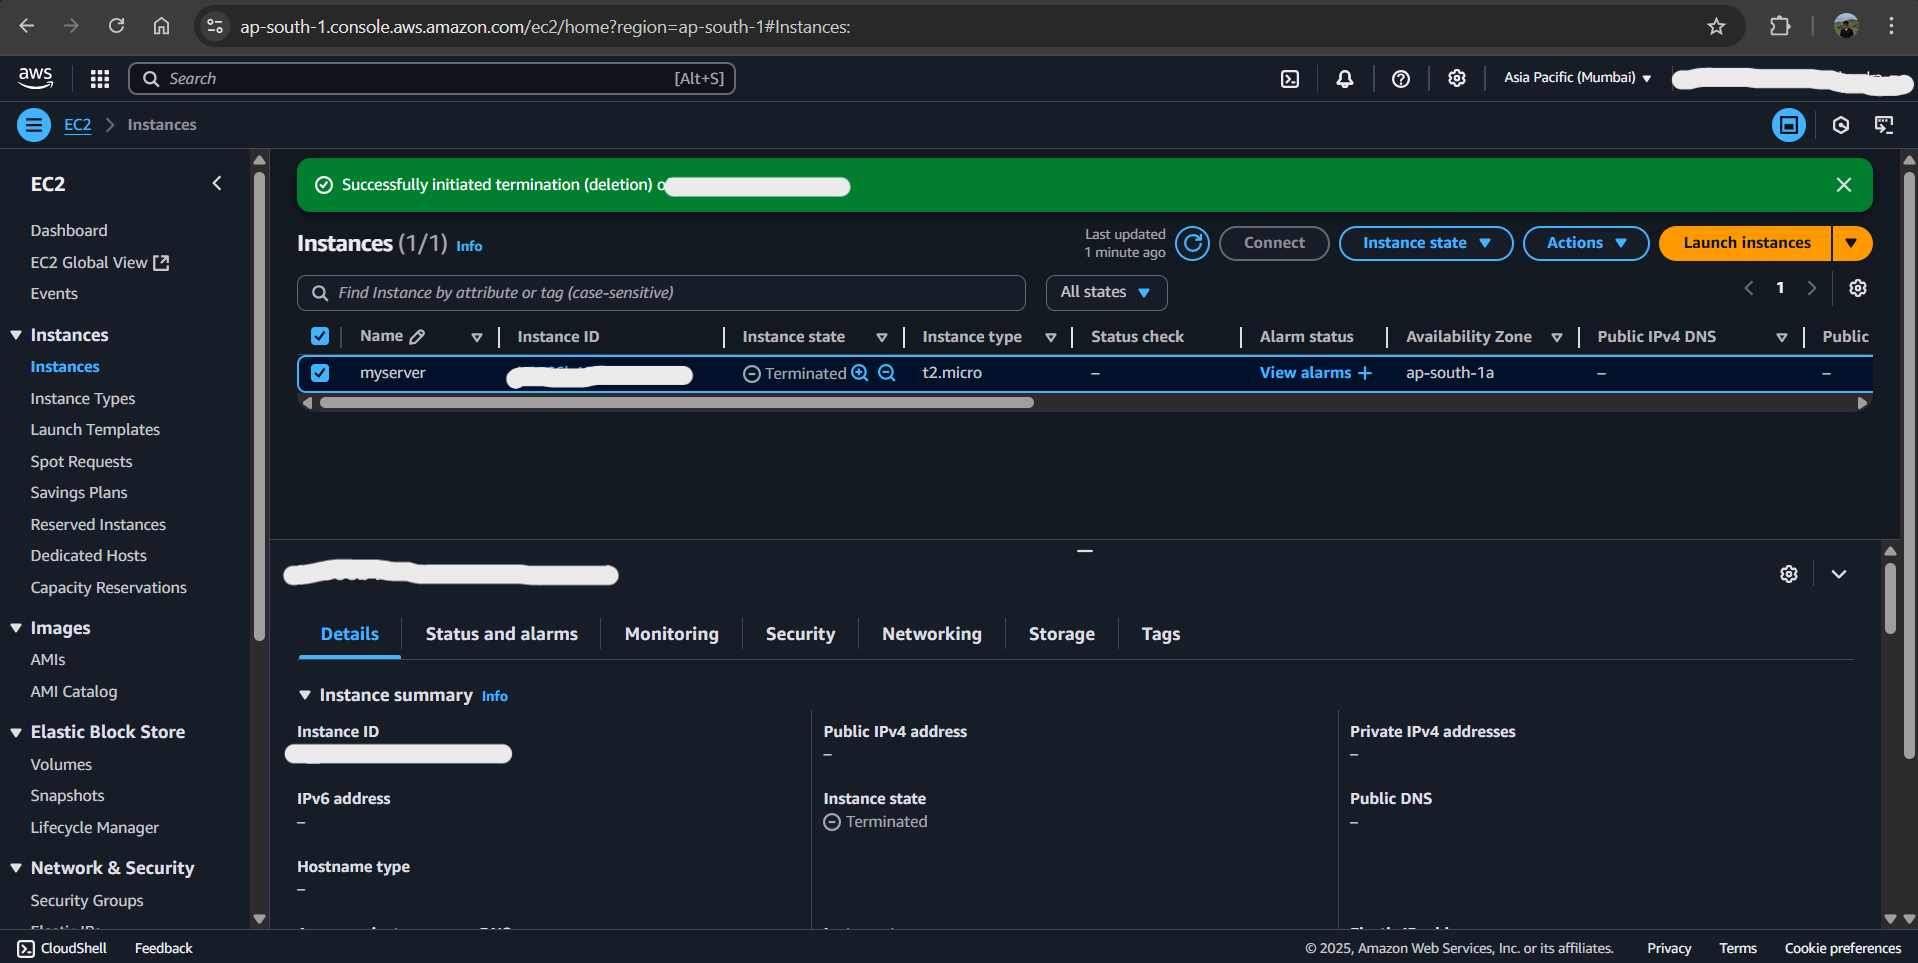 ap-south-1.console.aws.amazon.com/ec2/home?region=ap-south-1#Instances:
aws
Search [Alt+S]
Asia Pacific (Mumbai)
EC2 Instances
EC2
Dashboard
EC2 Global View
Events
Instances
Instances
Instance Types
Launch Templates
Spot Requests
Savings Plans
Reserved Instances
Dedicated Hosts
Capacity Reservations
Images
AMIs
AMI Catalog
Elastic Block Store
Volumes
Snapshots
Lifecycle Manager
Network & Security
Security Groups
Successfully initiated termination (deletion)
Instances (1/1) Info
Last updated
1 minute ago
Connect
Instance state
Actions
Launch instances
Find Instance by attribute or tag (case-sensitive)
All states
1
Name Instance ID Instance state Instance type Status check Alarm status Availability Zone Public IPv4 DNS Public
myserver Terminated t2.micro – View alarms + ap-south-1a – –
Details Status and alarms Monitoring Security Networking Storage Tags
Instance summary Info
Instance ID
Public IPv4 address
–
Private IPv4 addresses
–
IPv6 address
–
Instance state
Terminated
Public DNS
–
Hostname type
–
CloudShell Feedback
© 2025, Amazon Web Services, Inc. or its affiliates. Privacy Terms Cookie preferences